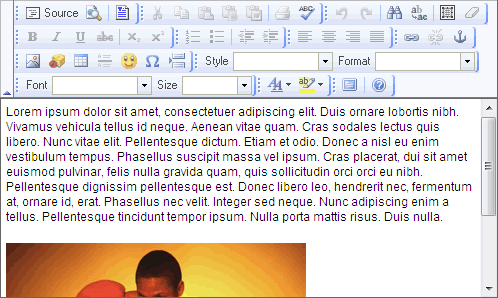 Source
ABC
B I U abc x₂ x²
Style Format
Font Size A ab ?
Lorem ipsum dolor sit amet, consectetuer adipiscing elit. Duis ornare lobortis nibh.
Vivamus vehicula tellus id neque. Aenean vitae quam. Cras sodales lectus quis
libero. Nunc vitae elit. Pellentesque dictum. Etiam et odio. Donec a nisl eu enim
vestibulum tempus. Phasellus suscipit massa vel ipsum. Cras placerat, dui sit amet
euismod pulvinar, felis nulla gravida quam, quis sollicitudin orci orci eu nibh.
Pellentesque dignissim pellentesque est. Donec libero leo, hendrerit nec, fermentum
at, ornare id, erat. Phasellus nec velit. Integer sed neque. Nunc adipiscing enim a
tellus. Pellentesque tincidunt tempor ipsum. Nulla porta mattis risus. Duis nulla.